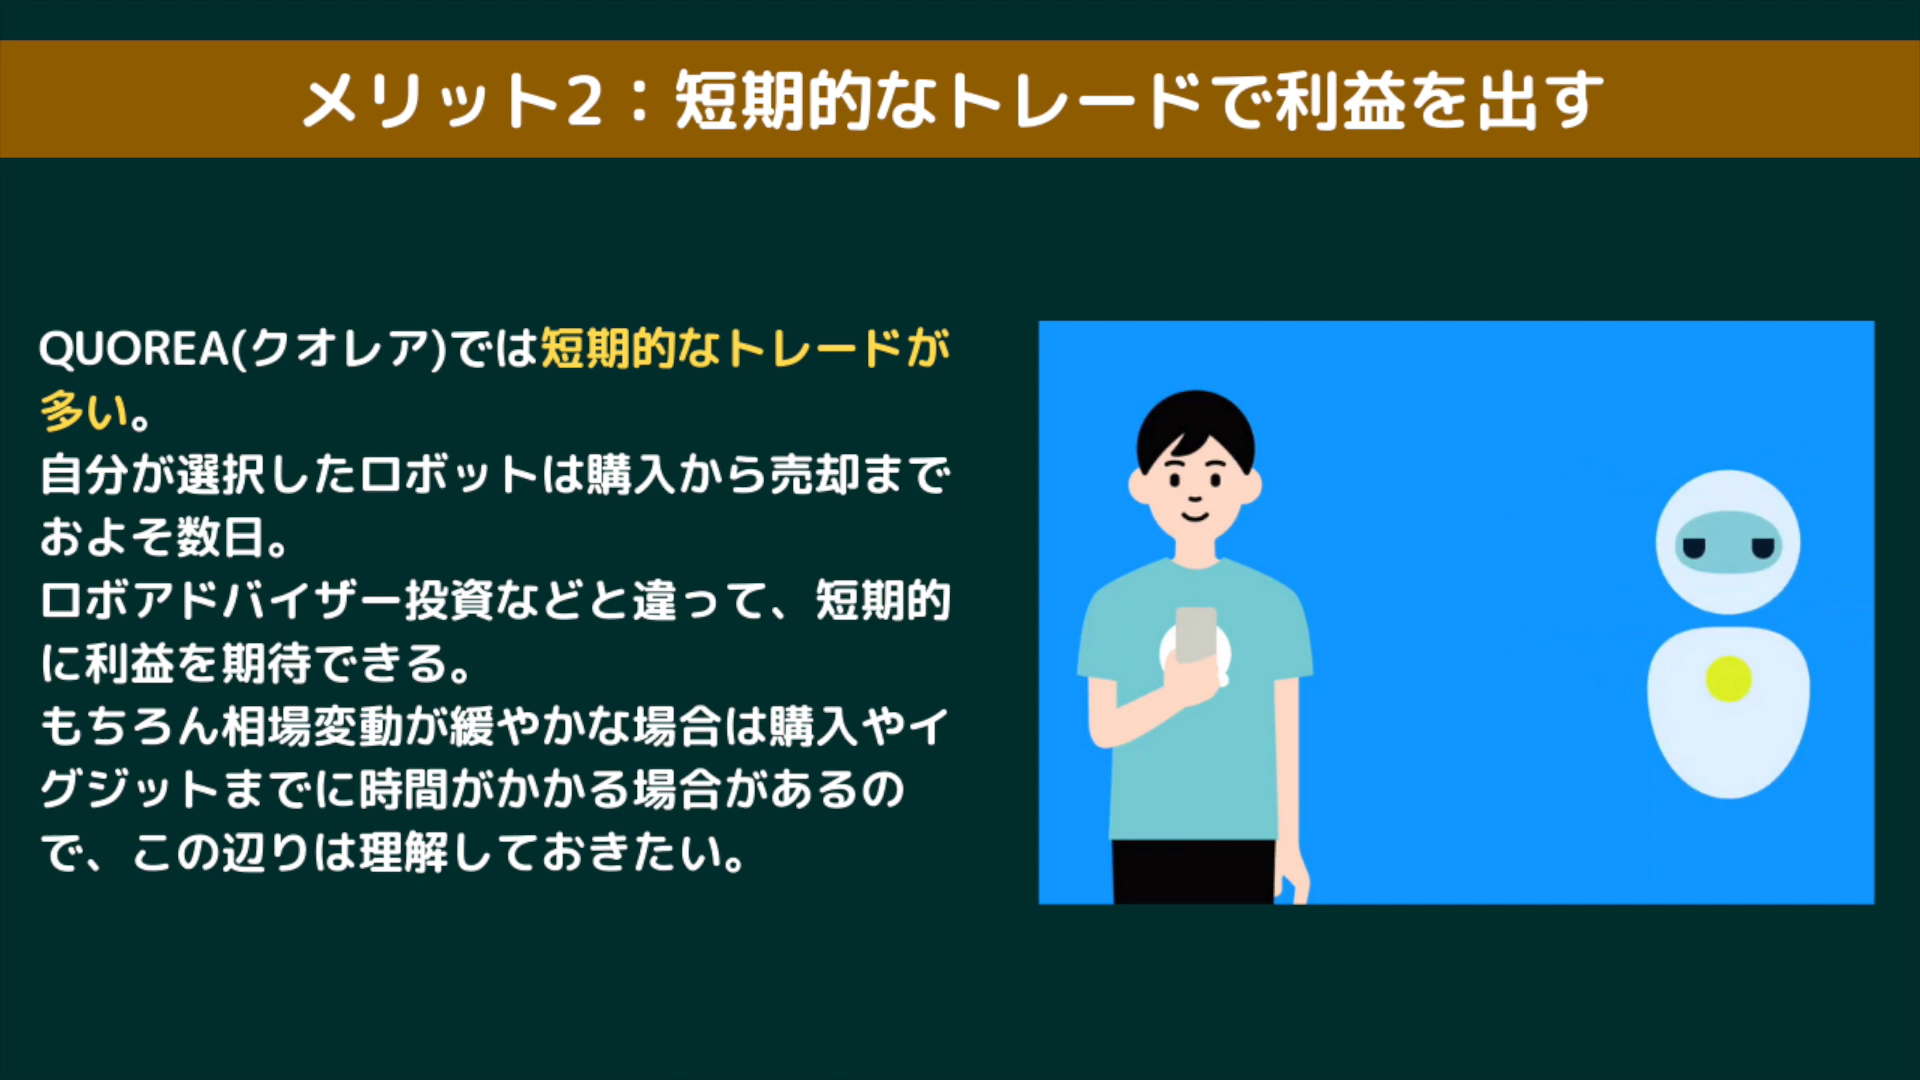 メリット2：短期的なトレードで利益を出す
QUOREA(クオレア)では短期的なトレードが
多い。
自分が選択したロボットは購入から売却まで
およそ数日。
ロボアドバイザー投資などと違って、短期的
に利益を期待できる。
もちろん相場変動が緩やかな場合は購入やイ
グジットまでに時間がかかる場合があるの
で、この辺りは理解しておきたい。